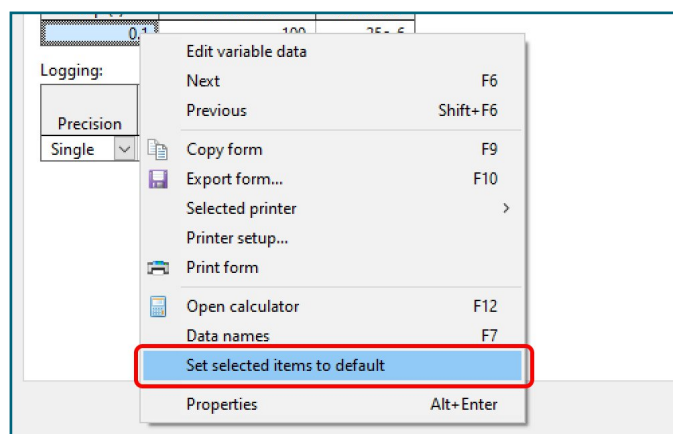 0.1 100
Logging:
Precision
Single
Edit variable data
Next F6
Previous Shift+F6
Copy form F9
Export form... F10
Selected printer
Printer setup...
Print form
Open calculator F12
Data names F7
Set selected items to default
Properties Alt+Enter